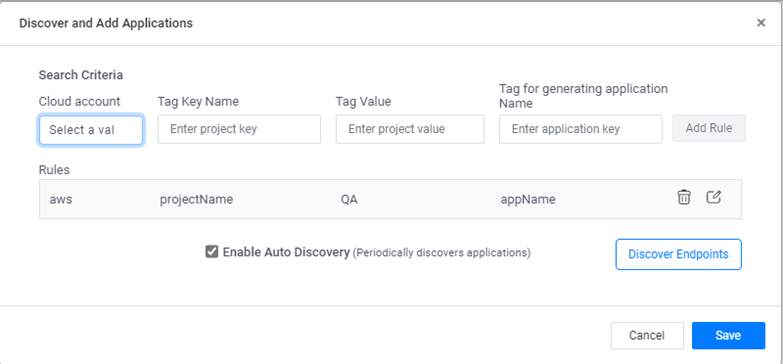 Discover and Add Applications
×
Search Criteria
Cloud account
Tag Key Name
Tag Value
Tag for generating application
Name
Select a val
Enter project key
Enter project value
Enter application key
Add Rule
Rules
aws
projectName
QA
appName
Enable Auto Discovery (Periodically discovers applications)
Discover Endpoints
Cancel
Save